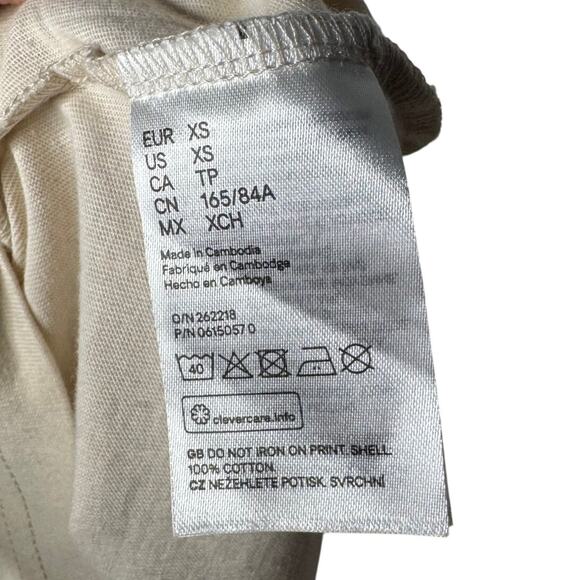 EUR XS
US XS
CA TP
CN 165/84A
MX XCH
Made in Cambodia
Fabriqué en Cambodge
Hecho en Camboya
O/N 262218
P/N 0615057 0
40
clevercare.info
GB DO NOT IRON ON PRINT. SHELL:
100% COTTON.
CZ NEŽEHLETE POTISK. SVRCHNÍ